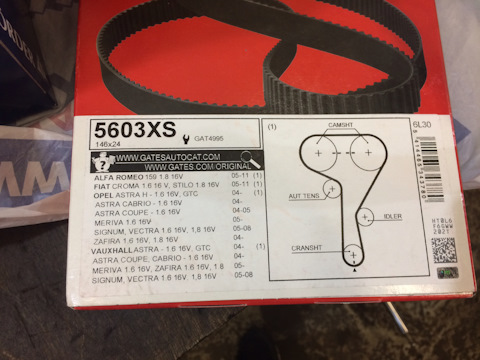 ORDER
5603XS
146x24
GAT4995
WWW.GATESAUTOCAT.COM/
WWW.GATES.COM/ORIGINAL
ALFA ROMEO 159 1.8 16V 05-11 (1)
FIAT CROMA 1.6 16 V, STILO 1.8 16V 05-11 (1)
OPEL ASTRA H - 1.6 16V, GTC 04- (1)
ASTRA CABRIO - 1.6 16V 04-
ASTRA COUPE - 1.6 16V 04-05
MERIVA 1.6 16V 05-
SIGNUM, VECTRA 1.6 16V, 1,8 16V 05-08
ZAFIRA 1.6 16V, 1.8 16V 04-
VAUXHALL ASTRA - 1.6 16V, GTC 04- (1)
ASTRA COUPE, CABRIO - 1.6 16V 04-
MERIVA 1.6 16V, ZAFIRA 1.6 16V, 1.8 05-
SIGNUM, VECTRA 1.6 16V, 1.8 16V 05-08
(1)
CAMSHT
AUT TENS
IDLER
CRANSHT
6L30